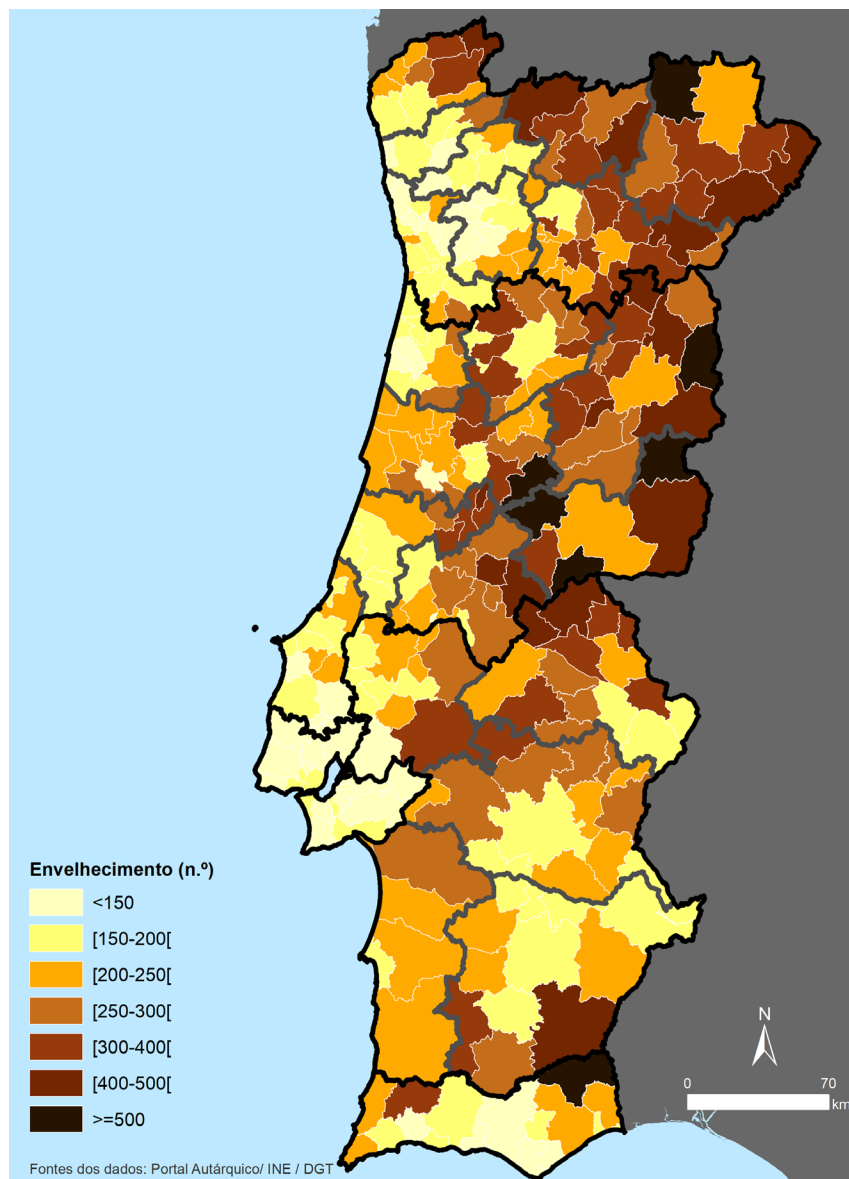 Envelhecimento (n.º)
<150
[150-200[
[200-250[
[250-300[
[300-400[
[400-500[
>=500
N
0 70
km
Fontes dos dados: Portal Autárquico/ INE / DGT